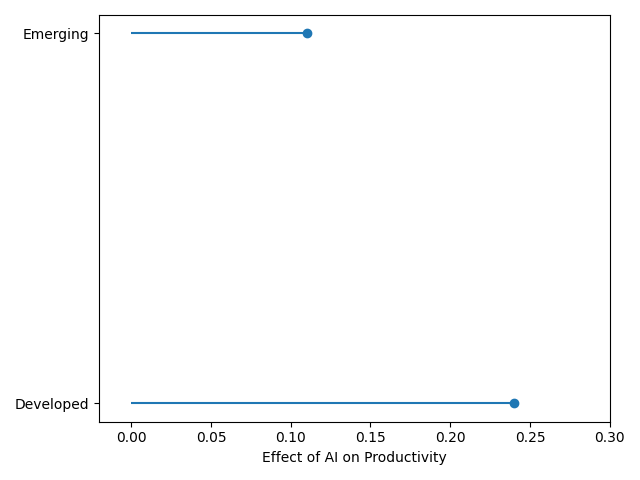 Emerging
Developed
0.00 0.05 0.10 0.15 0.20 0.25 0.30
Effect of AI on Productivity